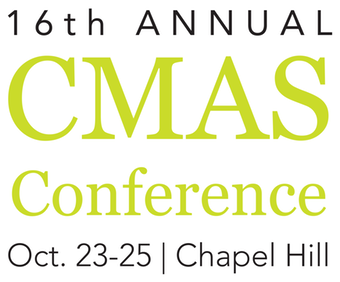 16th ANNUAL
CMAS
Conference
Oct. 23-25 | Chapel Hill